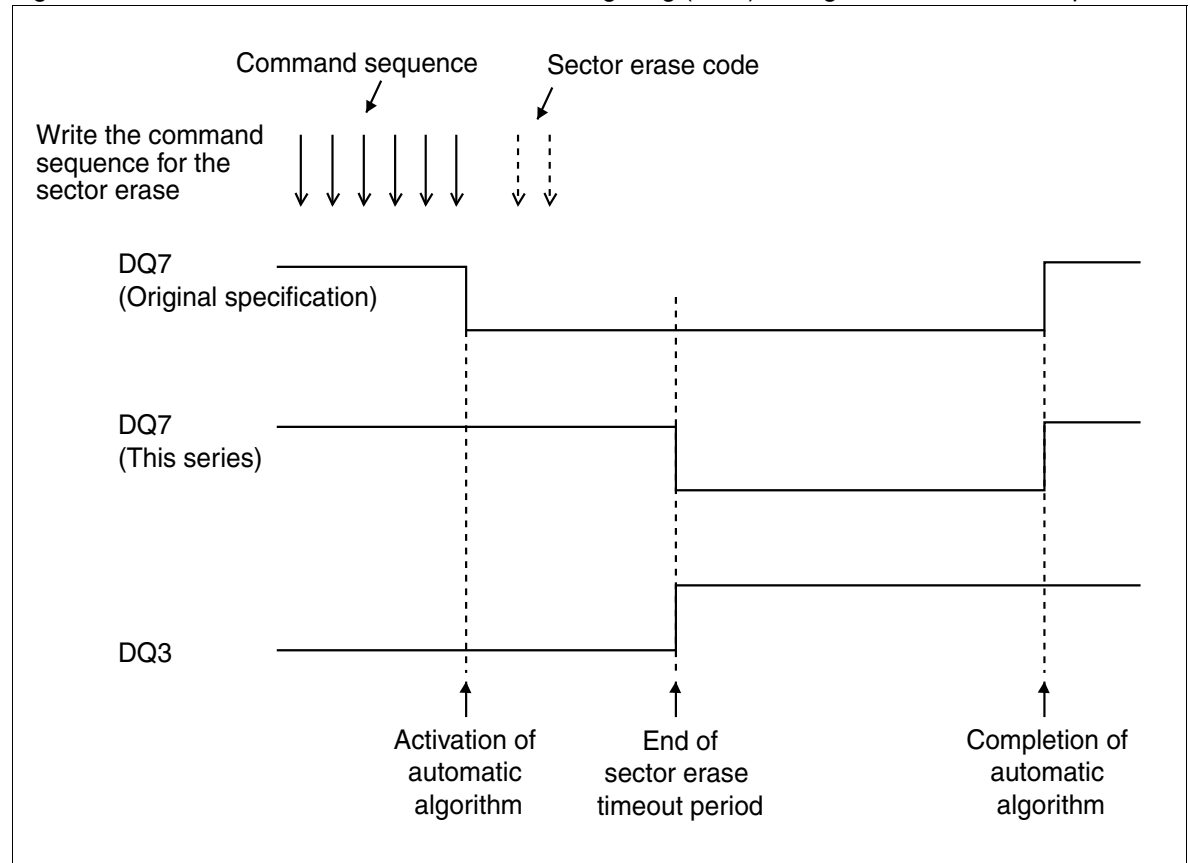 Command sequence
Sector erase code
Write the command
sequence for the
sector erase
DQ7
(Original specification)
DQ7
(This series)
DQ3
Activation of
automatic
algorithm
End of
sector erase
timeout period
Completion of
automatic
algorithm